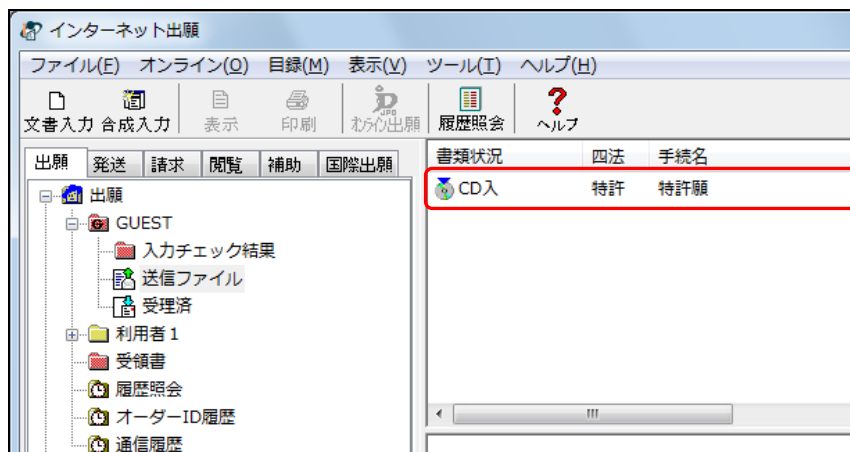 インターネット出願
ファイル(F) オンライン(O) 目録(M) 表示(V) ツール(T) ヘルプ(H)
文書入力 合成入力 表示 印刷 オンライン出願 履歴照会 ヘルプ
出願 発送 請求 閲覧 補助 国際出願
書類状況 四法 手続名
CD入 特許 特許願
出願
GUEST
入力チェック結果
送信ファイル
受理済
利用者1
受領書
履歴照会
オーダーID履歴
通信履歴